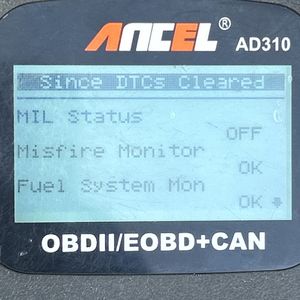 ANCEL®
AD310
Since DTCs Cleared
MIL Status
OFF
Misfire Monitor
OK
Fuel System Mon
OK
OBDII/EOBD+CAN